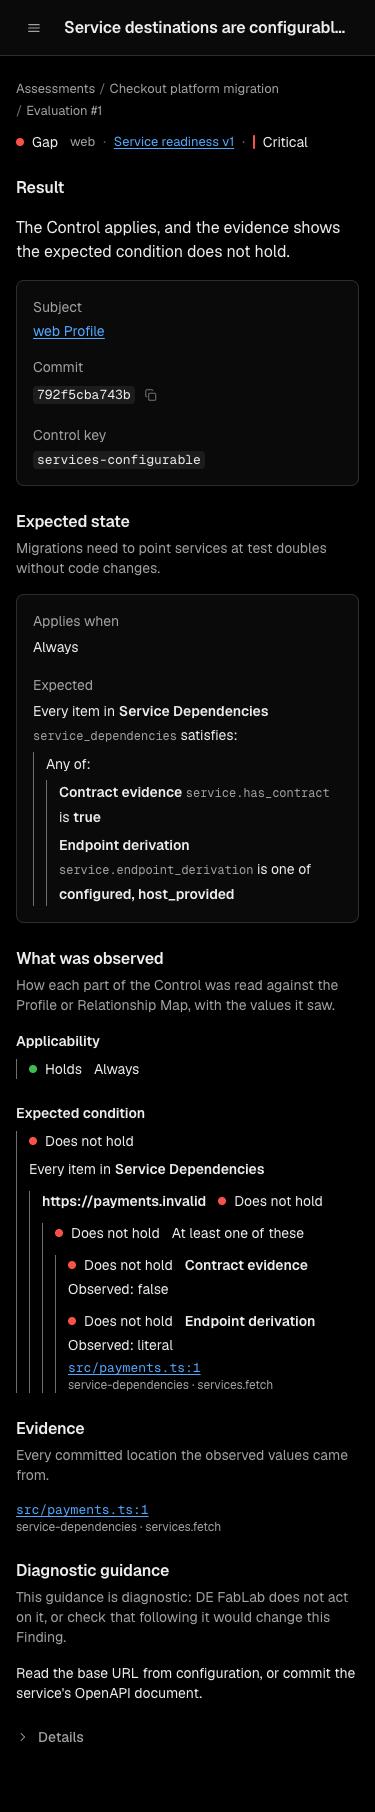 Service destinations are configurabl…
Assessments / Checkout platform migration
/ Evaluation #1
Gap web · Service readiness v1 · Critical
Result
The Control applies, and the evidence shows
the expected condition does not hold.
Subject
web Profile
Commit
792f5cba743b
Control key
services-configurable
Expected state
Migrations need to point services at test doubles
without code changes.
Applies when
Always
Expected
Every item in Service Dependencies
service_dependencies satisfies:
Any of:
Contract evidence service.has_contract
is true
Endpoint derivation
service.endpoint_derivation is one of
configured, host_provided
What was observed
How each part of the Control was read against the
Profile or Relationship Map, with the values it saw.
Applicability
Holds Always
Expected condition
Does not hold
Every item in Service Dependencies
https://payments.invalid Does not hold
Does not hold At least one of these
Does not hold Contract evidence
Observed: false
Does not hold Endpoint derivation
Observed: literal
src/payments.ts:1
service-dependencies · services.fetch
Evidence
Every committed location the observed values came
from.
src/payments.ts:1
service-dependencies · services.fetch
Diagnostic guidance
This guidance is diagnostic: DE FabLab does not act
on it, or check that following it would change this
Finding.
Read the base URL from configuration, or commit the
service's OpenAPI document.
Details